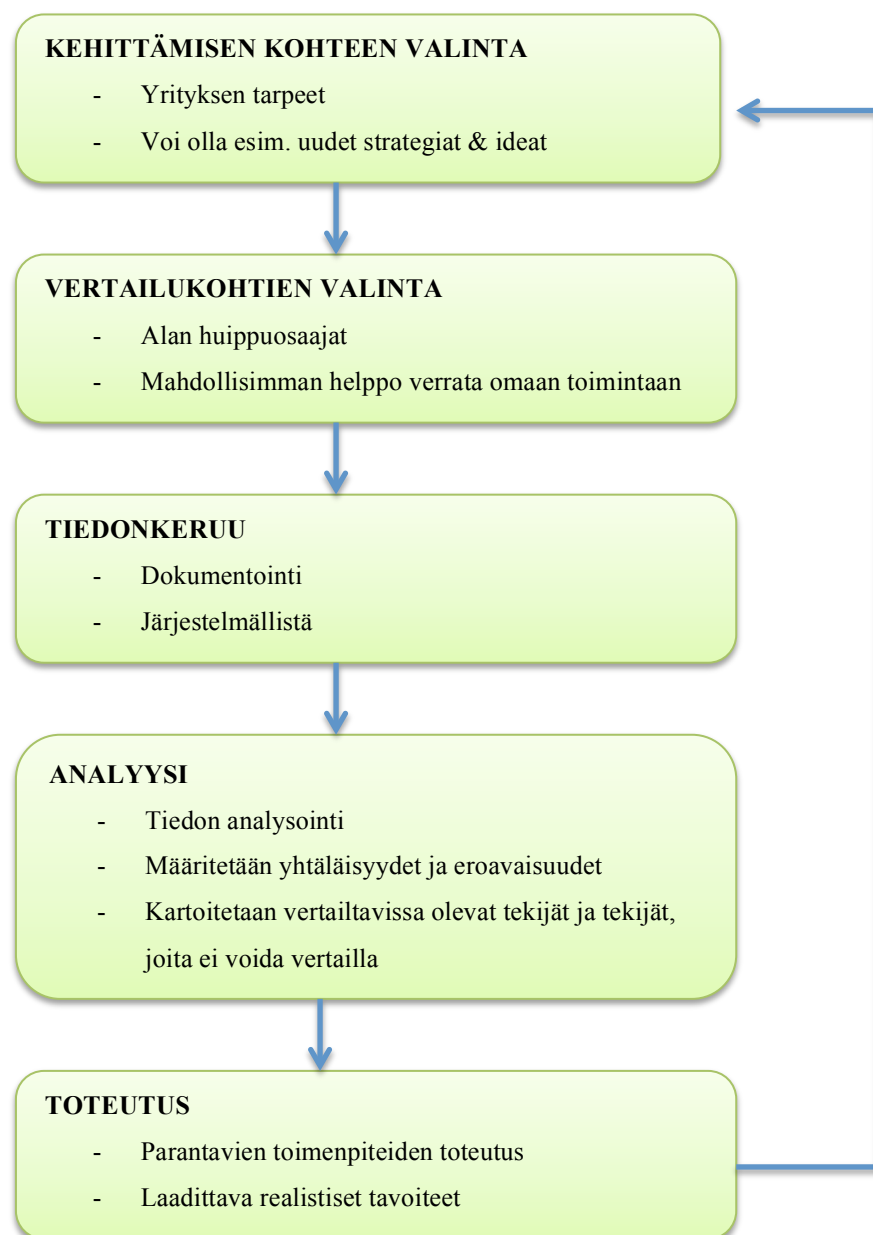 KEHITTÄMISEN KOHTEEN VALINTA
- Yrityksen tarpeet
- Voi olla esim. uudet strategiat & ideat
VERTAILUKOHTIEN VALINTA
- Alan huippuosaajat
- Mahdollisimman helppo verrata omaan toimintaan
TIEDONKERUU
- Dokumentointi
- Järjestelmällistä
ANALYYSI
- Tiedon analysointi
- Määritetään yhtäläisyydet ja eroavaisuudet
- Kartoitetaan vertailtavissa olevat tekijät ja tekijät,
joita ei voida vertailla
TOTEUTUS
- Parantavien toimenpiteiden toteutus
- Laadittava realistiset tavoiteet